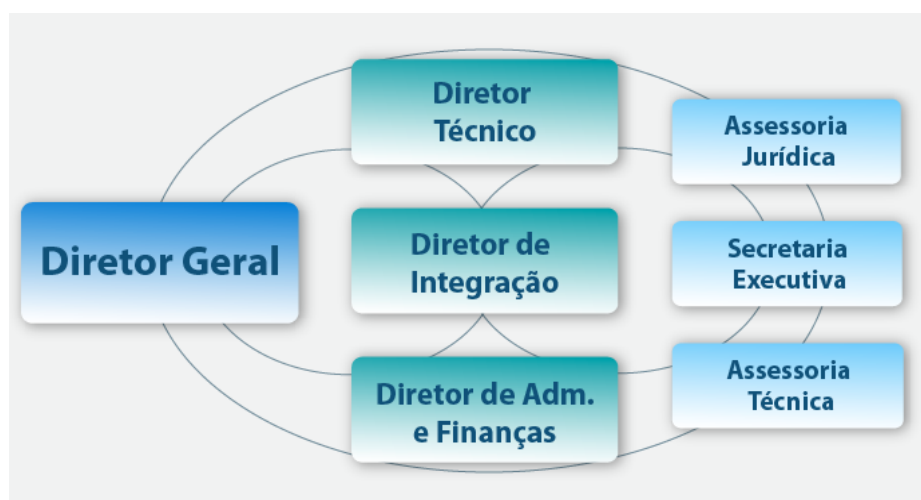 Diretor
Técnico
Assessoria
Jurídica
Diretor Geral
Diretor de
Integração
Secretaria
Executiva
Diretor de Adm.
e Finanças
Assessoria
Técnica